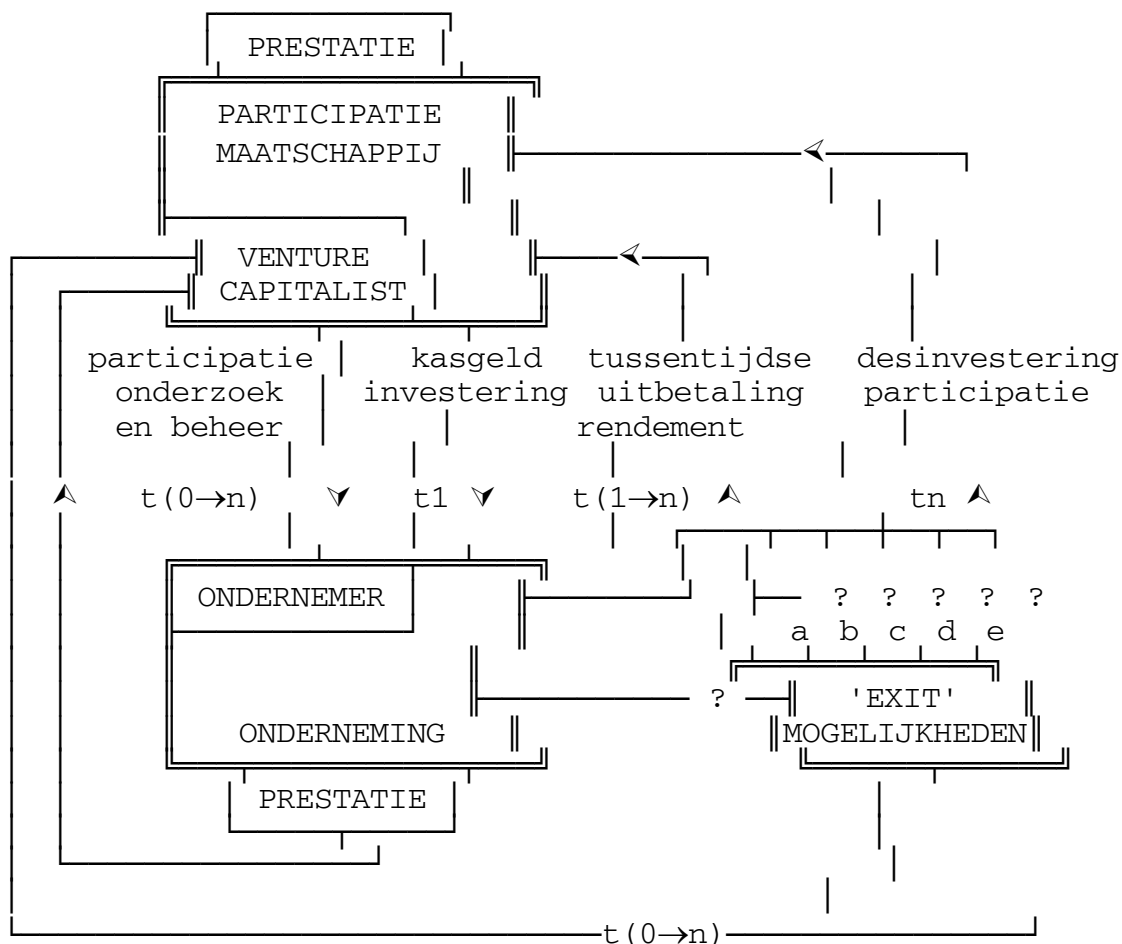 PRESTATIE
PARTICIPATIE
MAATSCHAPPIJ
VENTURE
CAPITALIST
participatie kasgeld tussentijdse desinvestering
onderzoek investering uitbetaling participatie
en beheer rendement
t(0→n) t1 t(1→n) tn
ONDERNEMER ? ? ? ? ?
a b c d e
? 'EXIT'
ONDERNEMING MOGELIJKHEDEN
PRESTATIE
t(0→n)